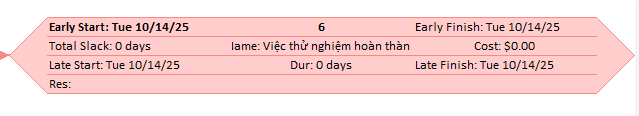 Early Start: Tue 10/14/25 6 Early Finish: Tue 10/14/25
Total Slack: 0 days lame: Việc thử nghiệm hoàn thàn Cost: $0.00
Late Start: Tue 10/14/25 Dur: 0 days Late Finish: Tue 10/14/25
Res: